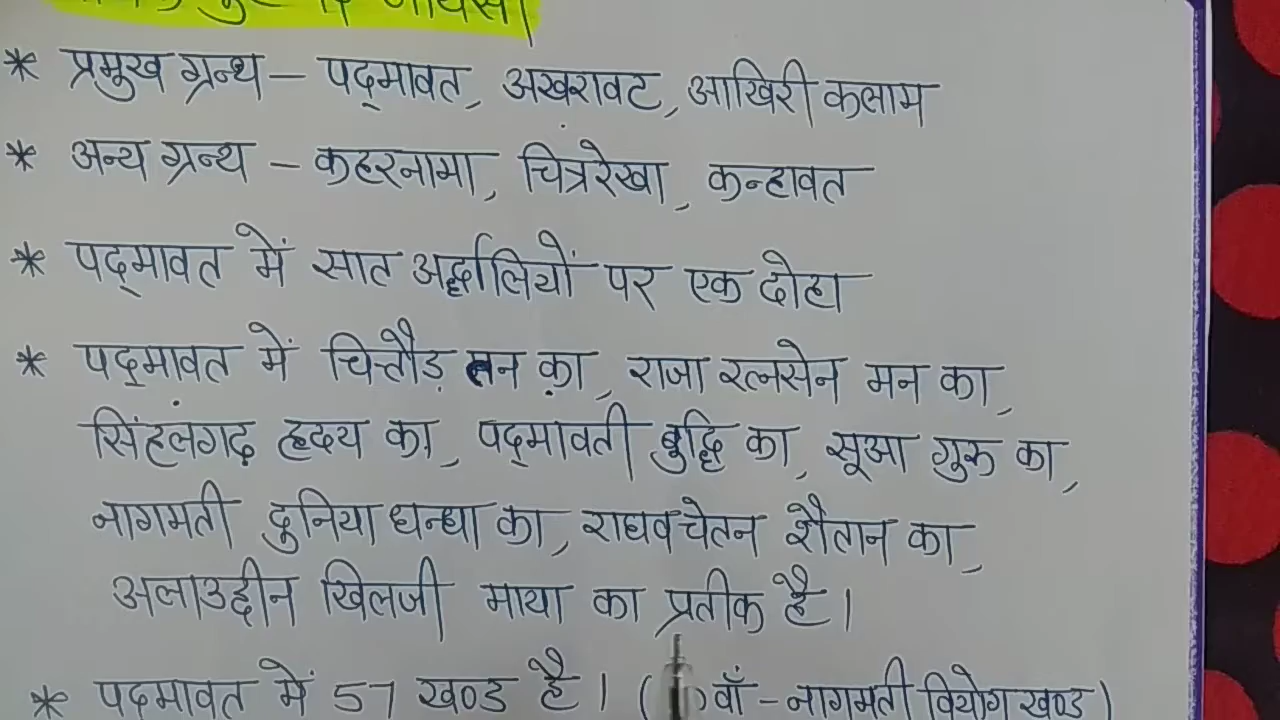 जायसी
* प्रमुख ग्रन्थ – पद्मावत, अखरावट, आखिरी कलाम
* अन्य ग्रन्थ – कहरनामा, चित्ररेखा, कन्हावत
* पद्मावत में सात अर्द्धालियों पर एक दोहा
* पद्मावत में चित्तौड़ तन का, राजा रत्नसेन मन का,
सिंहलगढ़ हृदय का, पद्मावती बुद्धि का, सूआ गुरु का,
नागमती दुनिया धन्धा का, राघवचेतन शैतान का,
अलाउद्दीन खिलजी माया का प्रतीक है।
* पदमावत में 57 खण्ड है। ( वाँ – नागमती वियोग खण्ड)